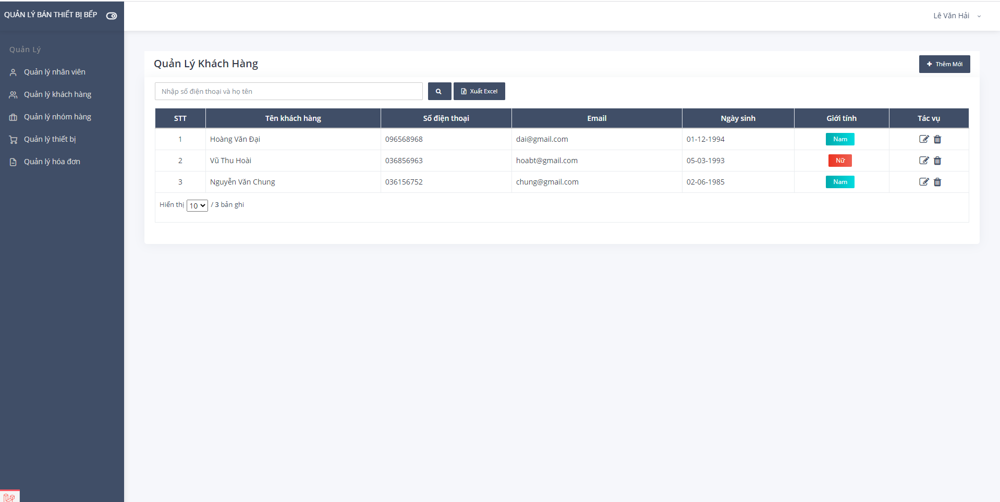 QUẢN LÝ BÁN THIẾT BỊ BẾP
Lê Văn Hải
Quản Lý
Quản lý nhân viên
Quản lý khách hàng
Quản lý nhóm hàng
Quản lý thiết bị
Quản lý hóa đơn
Quản Lý Khách Hàng
Thêm Mới
Nhập số điện thoại và họ tên
Xuất Excel
STT Tên khách hàng Số điện thoại Email Ngày sinh Giới tính Tác vụ
1 Hoàng Văn Đại 096568968 dai@gmail.com 01-12-1994 Nam
2 Vũ Thu Hoài 036856963 hoabt@gmail.com 05-03-1993 Nữ
3 Nguyễn Văn Chung 036156752 chung@gmail.com 02-06-1985 Nam
Hiển thị 10 / 3 bản ghi